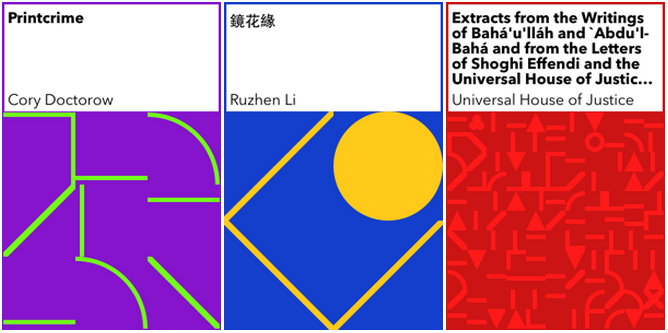 Printcrime
Cory Doctorow
鏡花緣
Ruzhen Li
Extracts from the Writings
of Bahá'u'lláh and `Abdu'l-
Bahá and from the Letters
of Shoghi Effendi and the
Universal House of Justic...
Universal House of Justice